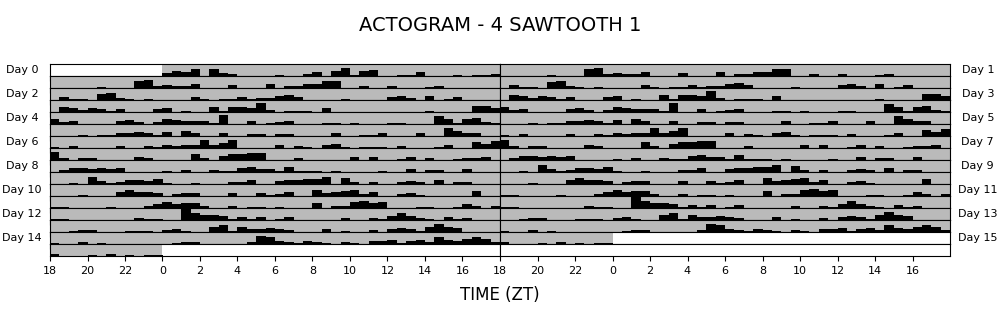 ACTOGRAM - 4 SAWTOOTH 1
Day 0
Day 1
Day 2
Day 3
Day 4
Day 5
Day 6
Day 7
Day 8
Day 9
Day 10
Day 11
Day 12
Day 13
Day 14
Day 15
18 20 22 0 2 4 6 8 10 12 14 16 18 20 22 0 2 4 6 8 10 12 14 16
TIME (ZT)